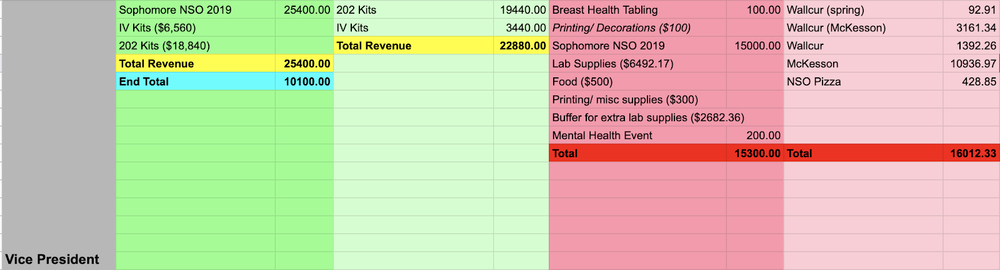 Sophomore NSO 2019 25400.00 202 Kits 19440.00 Breast Health Tabling 100.00 Wallcur (spring) 92.91
IV Kits ($6,560) IV Kits 3440.00 Printing/ Decorations ($100) Wallcur (McKesson) 3161.34
202 Kits ($18,840) Total Revenue 22880.00 Sophomore NSO 2019 15000.00 Wallcur 1392.26
Total Revenue 25400.00 Lab Supplies ($6492.17) McKesson 10936.97
End Total 10100.00 Food ($500) NSO Pizza 428.85
Printing/ misc supplies ($300)
Buffer for extra lab supplies ($2682.36)
Mental Health Event 200.00
Total 15300.00 Total 16012.33
Vice President